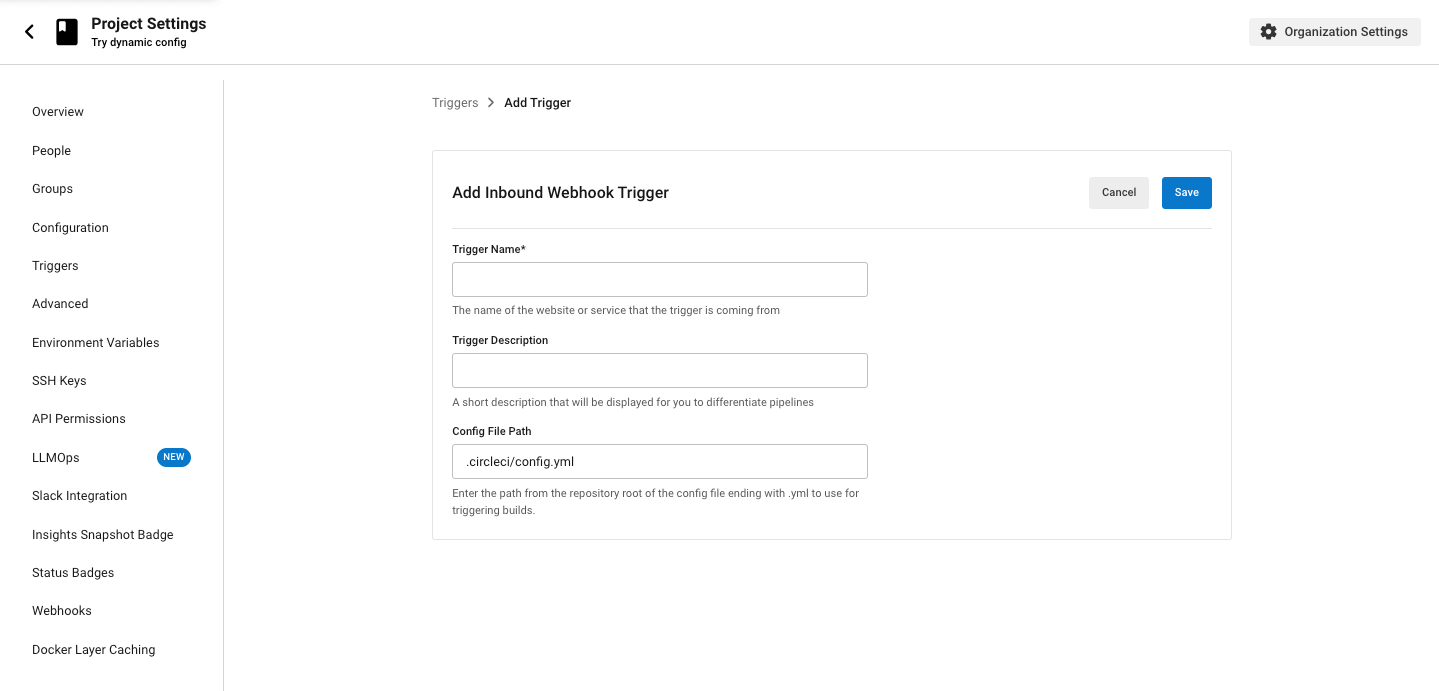 Project Settings
Try dynamic config
Organization Settings
Overview
People
Groups
Configuration
Triggers
Advanced
Environment Variables
SSH Keys
API Permissions
LLMOps NEW
Slack Integration
Insights Snapshot Badge
Status Badges
Webhooks
Docker Layer Caching
Triggers > Add Trigger
Add Inbound Webhook Trigger
Cancel
Save
Trigger Name*
The name of the website or service that the trigger is coming from
Trigger Description
A short description that will be displayed for you to differentiate pipelines
Config File Path
.circleci/config.yml
Enter the path from the repository root of the config file ending with .yml to use for
triggering builds.